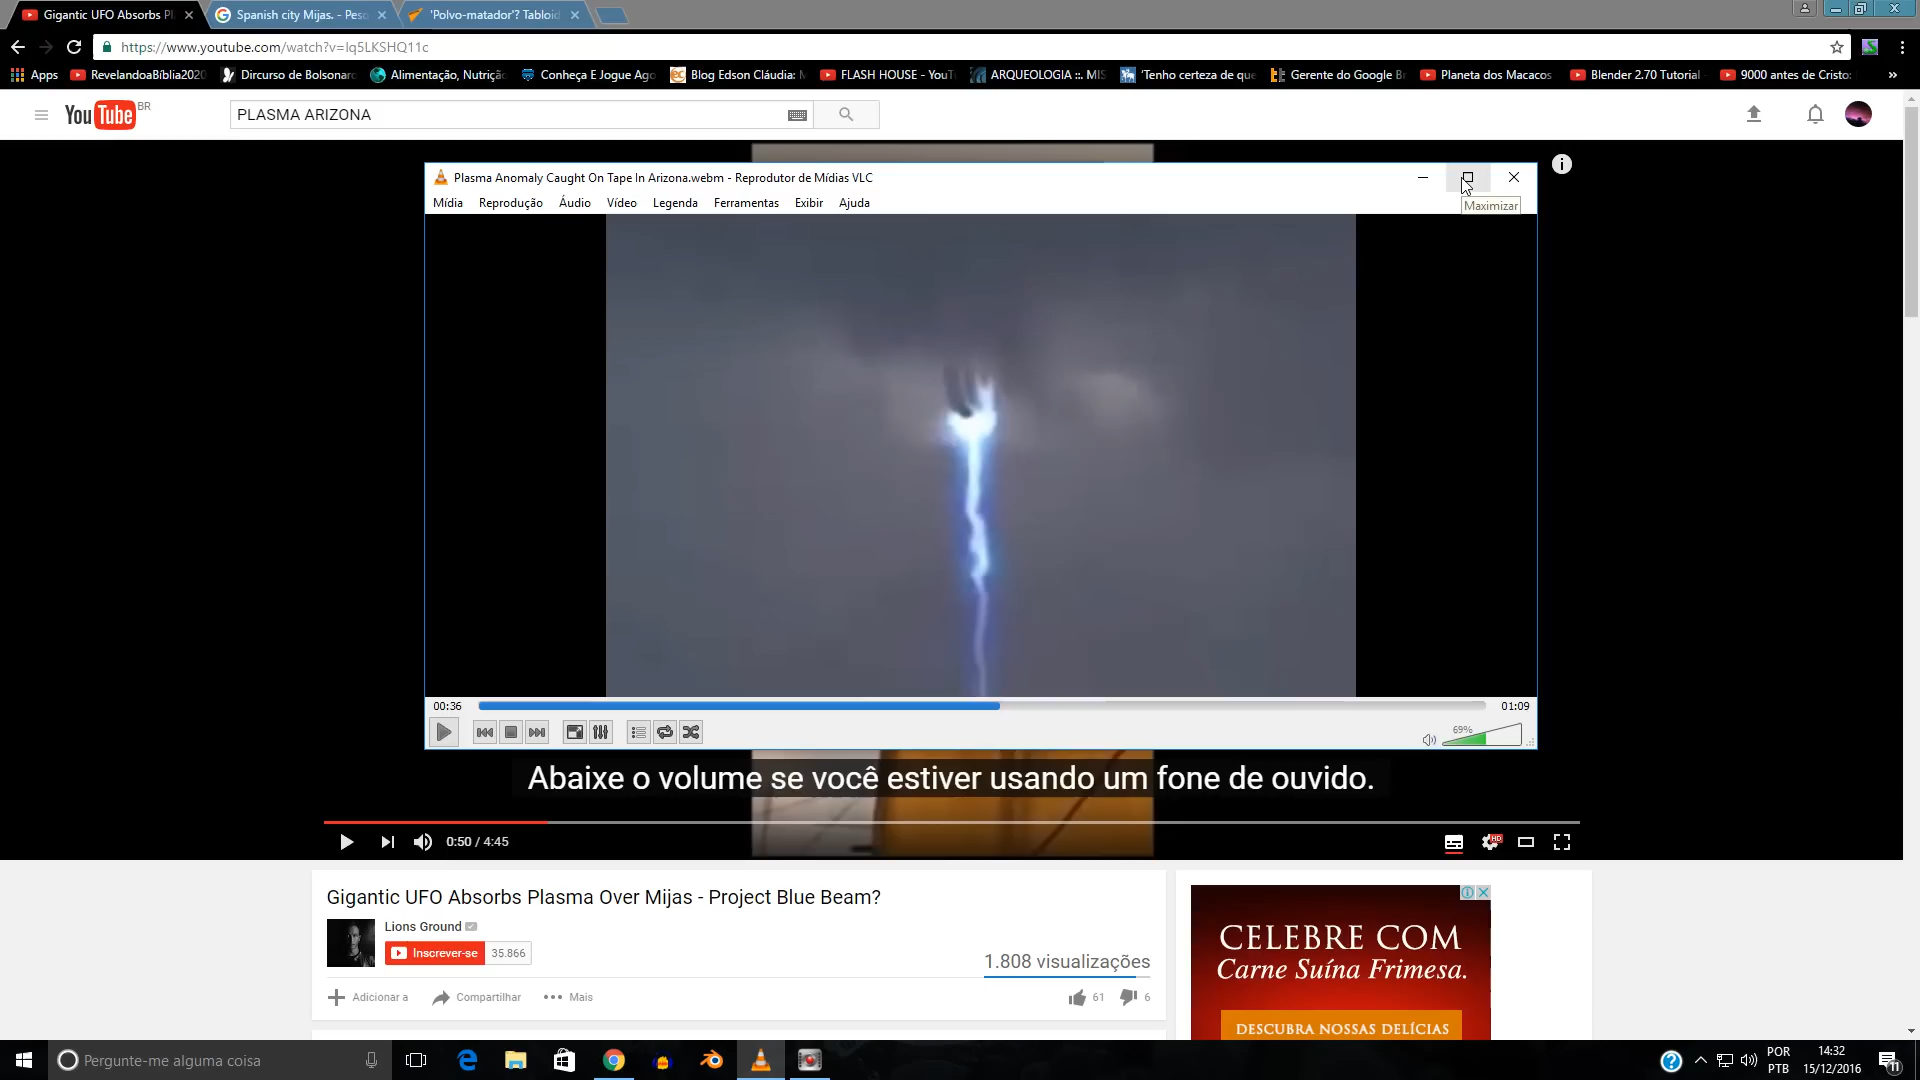 Gigantic UFO Absorbs Pl
Spanish city Mijas. - Pesq
'Polvo-matador'? Tabloid
https://www.youtube.com/watch?v=Iq5LKSHQ11c
Apps
RevelandoaBíblia2020
Dircurso de Bolsonaro
Alimentação, Nutriçã
Conheça E Jogue Ago
Blog Edson Cláudia: M
FLASH HOUSE - YouT
ARQUEOLOGIA ::. MIS
'Tenho certeza de que
Gerente do Google B
Planeta dos Macacos
Blender 2.70 Tutorial
9000 antes de Cristo:
»
YouTube BR
PLASMA ARIZONA
Plasma Anomaly Caught On Tape In Arizona.webm - Reprodutor de Mídias VLC
Maximizar
Mídia Reprodução Áudio Vídeo Legenda Ferramentas Exibir Ajuda
00:36
01:09
69%
Abaixe o volume se você estiver usando um fone de ouvido.
0:50 / 4:45
HD
Gigantic UFO Absorbs Plasma Over Mijas - Project Blue Beam?
Lions Ground
Inscrever-se 35.866
1.808 visualizações
Adicionar a Compartilhar Mais
61 6
CELEBRE COM
Carne Suína Frimesa.
DESCUBRA NOSSAS DELÍCIAS
Pergunte-me alguma coisa
POR
PTB
14:32
15/12/2016
11